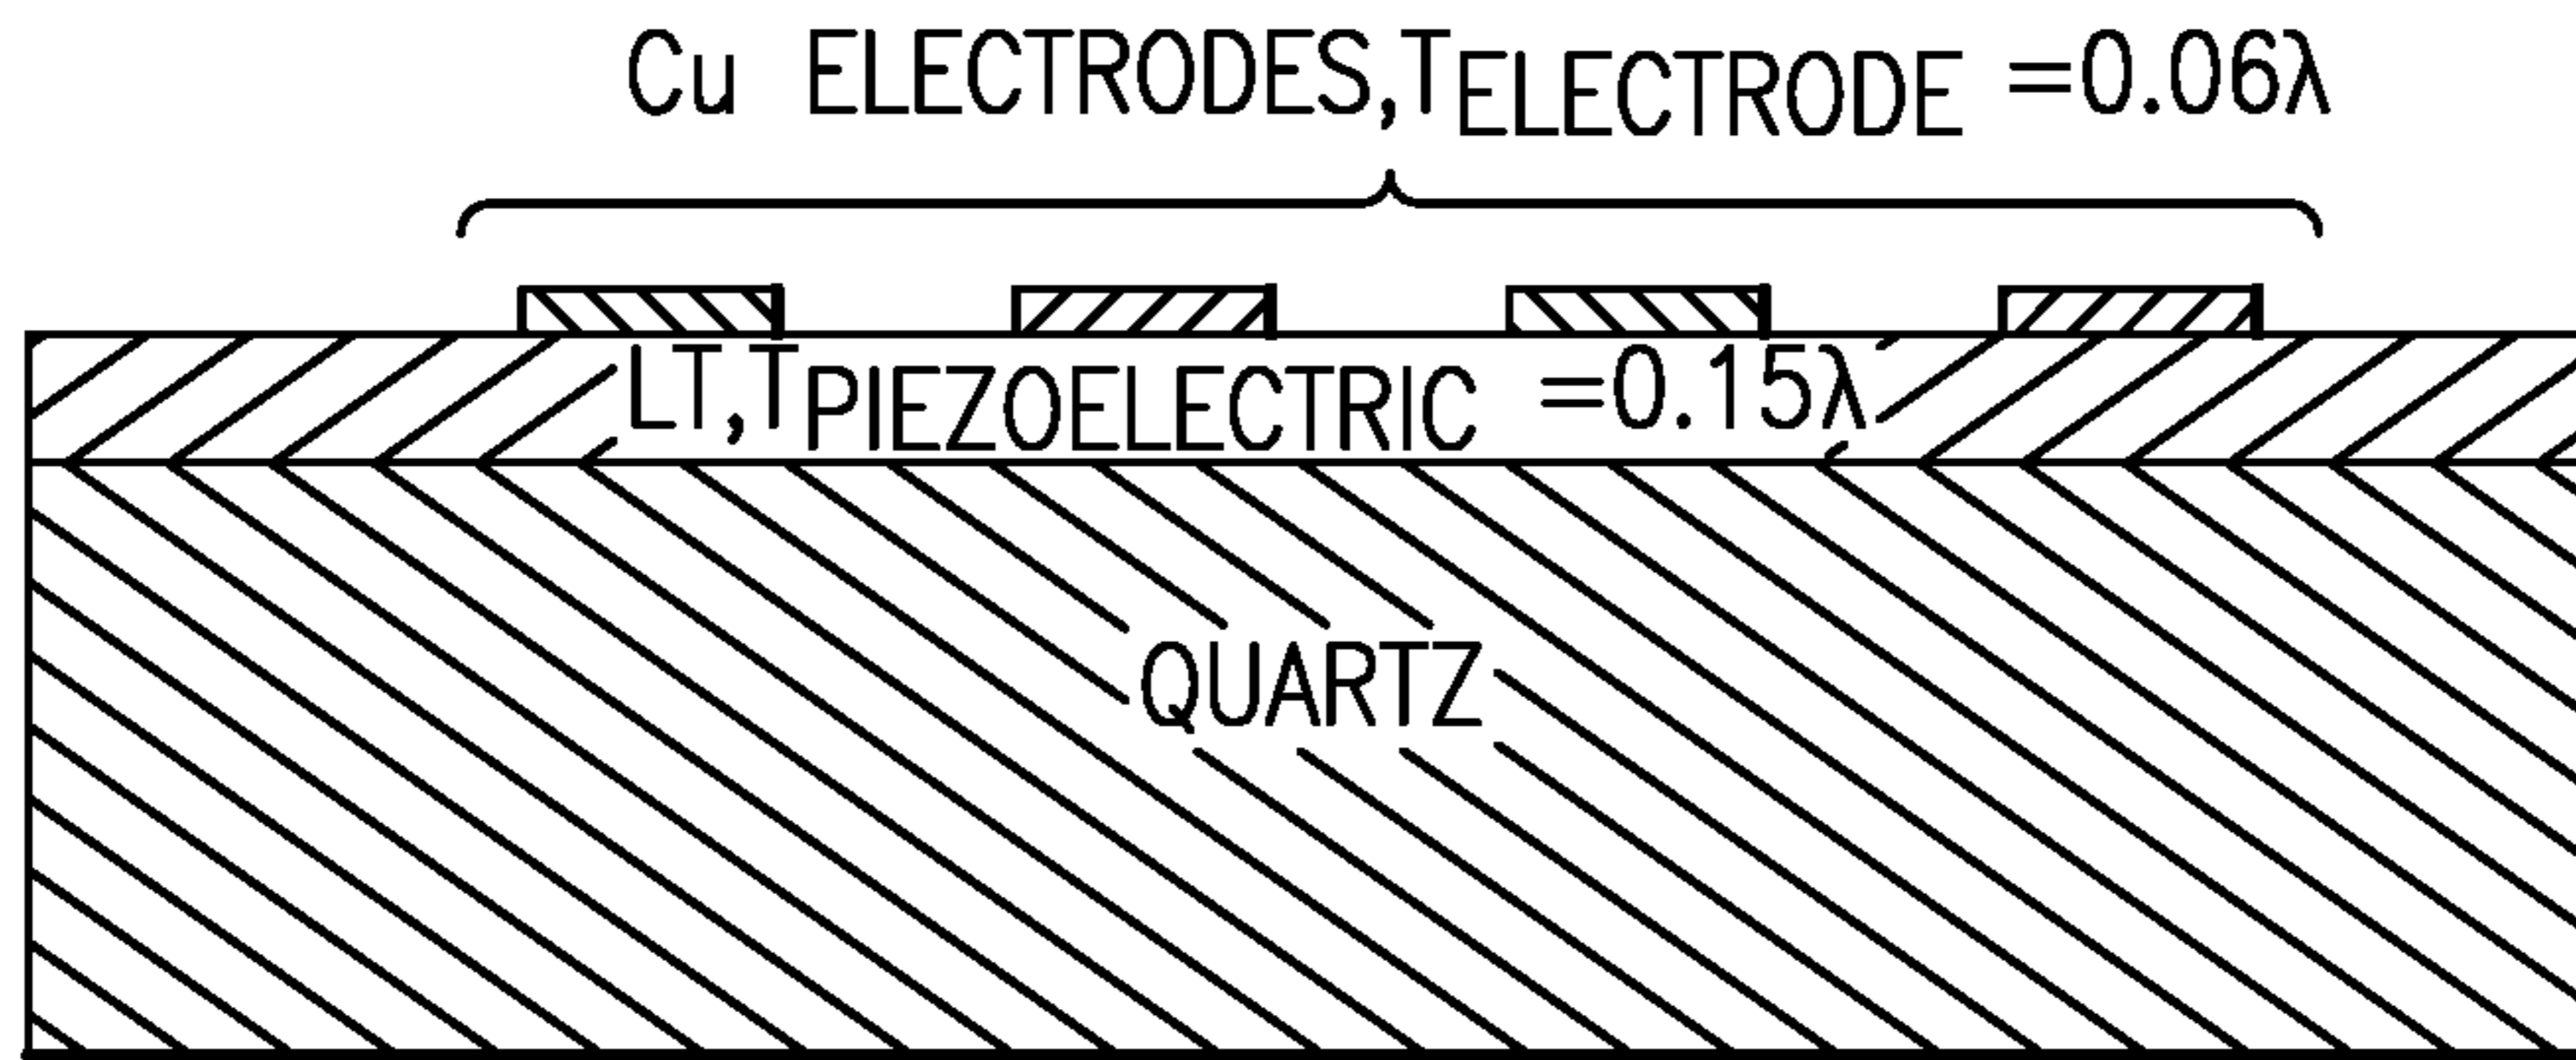 Cu ELECTRODES,TELECTRODE =0.06λ
LT,TPIEZOELECTRIC =0.15λ
QUARTZ